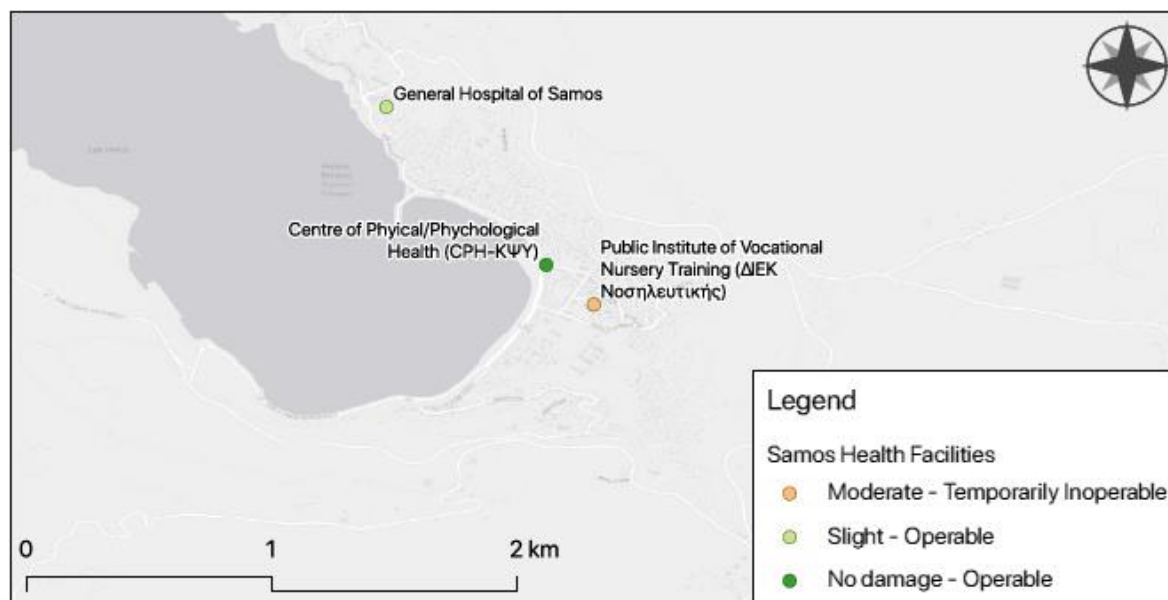 General Hospital of Samos
Centre of Phyical/Phychological
Health (CPH-ΚΨΥ)
Public Institute of Vocational
Nursery Training (ΔΙΕΚ
Νοσηλευτικής)
Legend
Samos Health Facilities
Moderate - Temporarily Inoperable
Slight - Operable
No damage - Operable
0 1 2 km